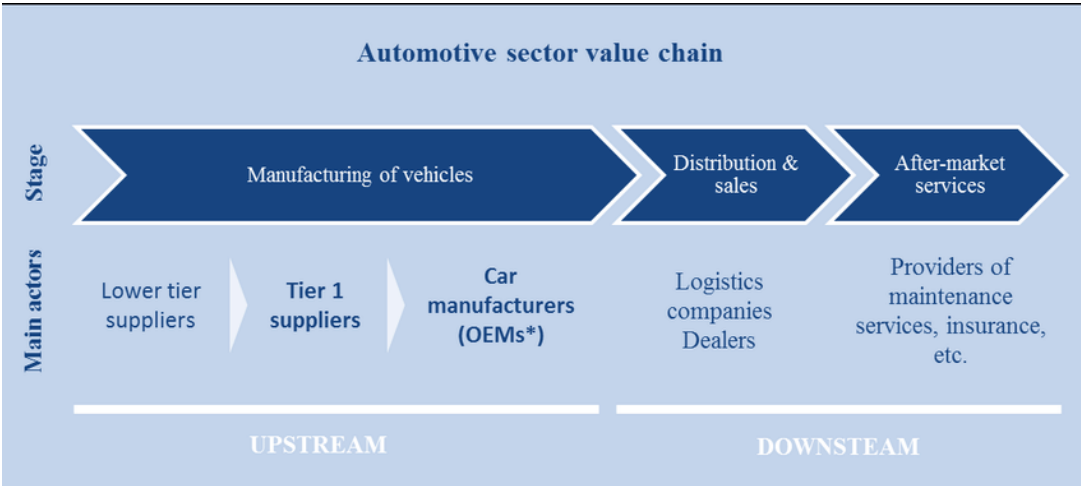 Automotive sector value chain
Stage
Manufacturing of vehicles
Distribution &
sales
After-market
services
Main actors
Lower tier
suppliers
Tier 1
suppliers
Car
manufacturers
(OEMs*)
Logistics
companies
Dealers
Providers of
maintenance
services, insurance,
etc.
UPSTREAM
DOWNSTEAM